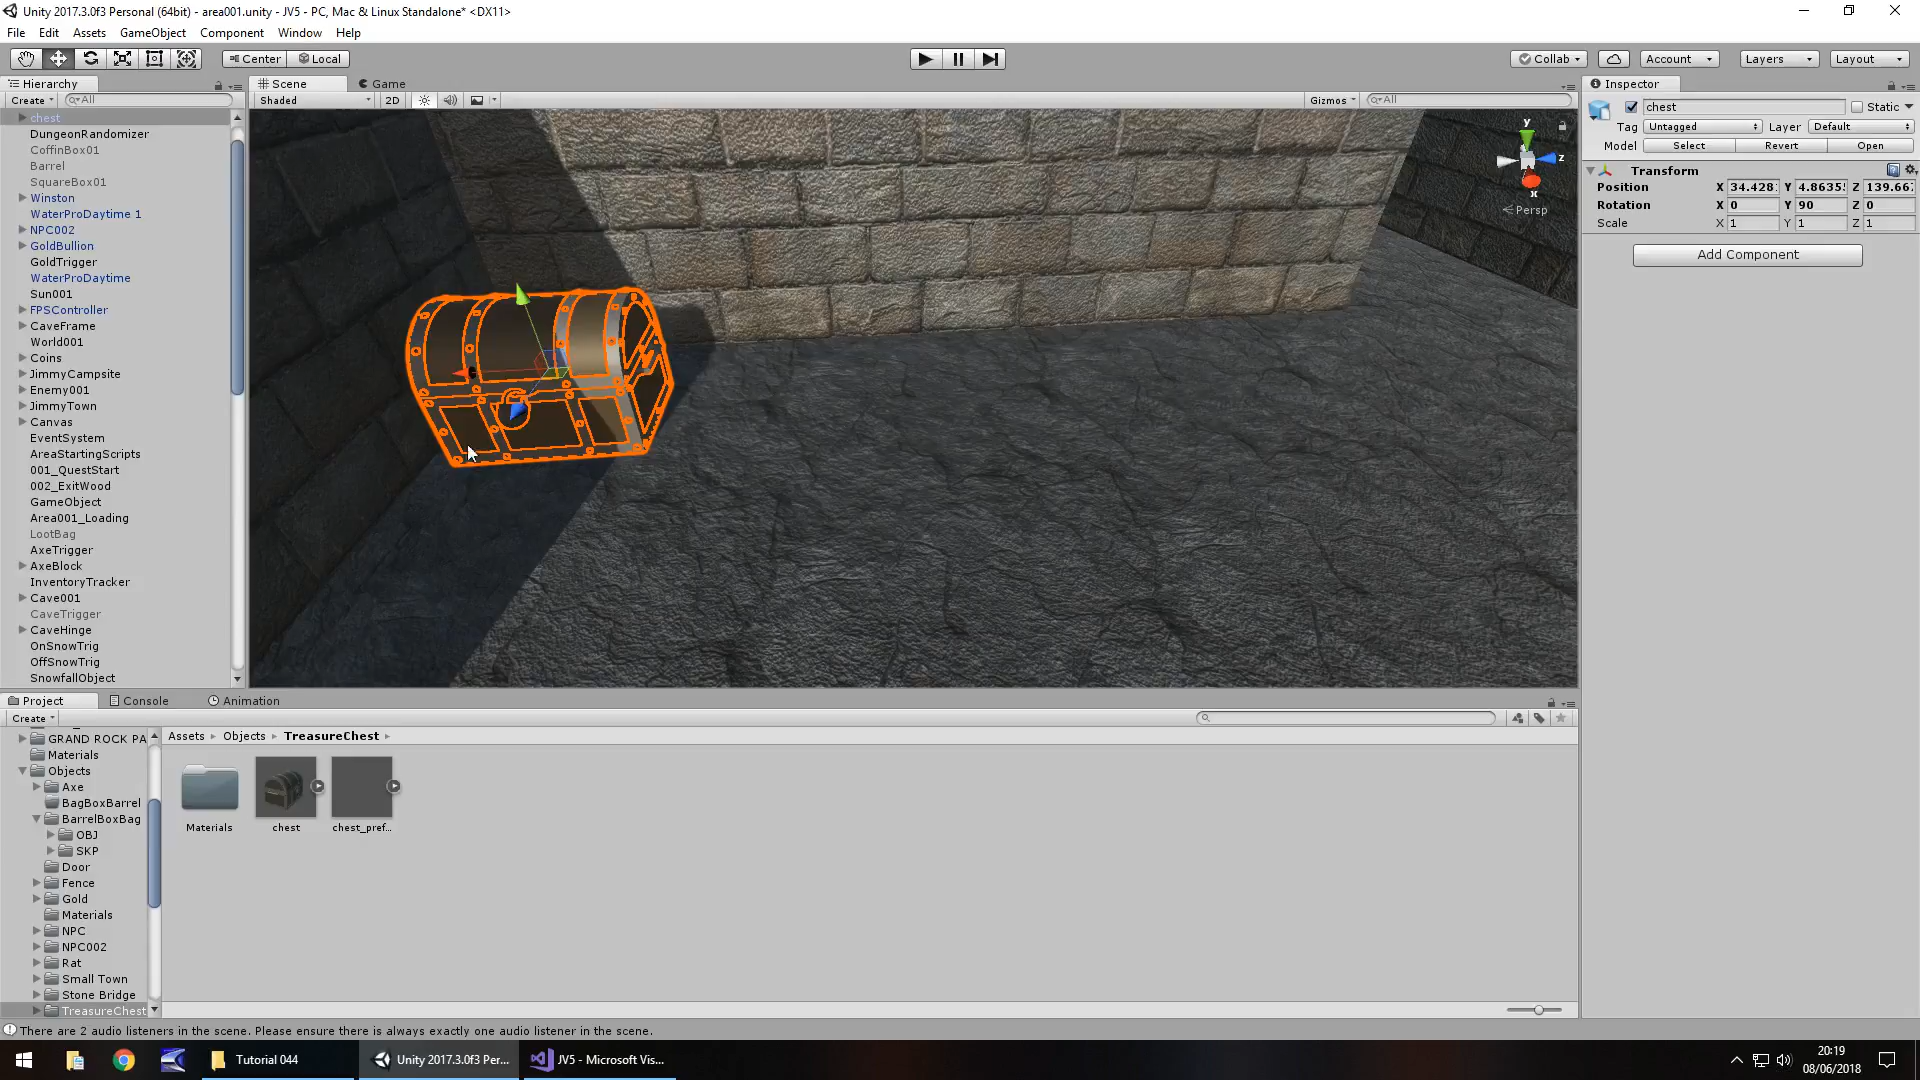 Unity 2017.3.0f3 Personal (64bit) - area001.unity - JV5 - PC, Mac & Linux Standalone* <DX11>
File Edit Assets GameObject Component Window Help
Center Local Collab Account Layers Layout
Hierarchy
Create All
chest
DungeonRandomizer
CoffinBox01
Barrel
SquareBox01
Winston
WaterProDaytime 1
NPC002
GoldBullion
GoldTrigger
WaterProDaytime
Sun001
FPSController
CaveFrame
World001
Coins
JimmyCampsite
Enemy001
JimmyTown
Canvas
EventSystem
AreaStartingScripts
001_QuestStart
002_ExitWood
GameObject
Area001_Loading
LootBag
AxeTrigger
AxeBlock
InventoryTracker
Cave001
CaveTrigger
CaveHinge
OnSnowTrig
OffSnowTrig
SnowfallObject
Scene Game
Shaded 2D Gizmos All
y
z
x
Persp
Inspector
chest Static
Tag Untagged Layer Default
Model Select Revert Open
Transform
Position X 34.428 Y 4.8635 Z 139.66
Rotation X 0 Y 90 Z 0
Scale X 1 Y 1 Z 1
Add Component
Project Console Animation
Create
GRAND ROCK PA
Materials
Objects
Axe
BagBoxBarrel
BarrelBoxBag
OBJ
SKP
Door
Fence
Gold
Materials
NPC
NPC002
Rat
Small Town
Stone Bridge
TreasureChest
Assets Objects TreasureChest
Materials chest chest_pref...
There are 2 audio listeners in the scene. Please ensure there is always exactly one audio listener in the scene.
Tutorial 044 Unity 2017.3.0f3 Per... JV5 - Microsoft Vis...
20:19
08/06/2018